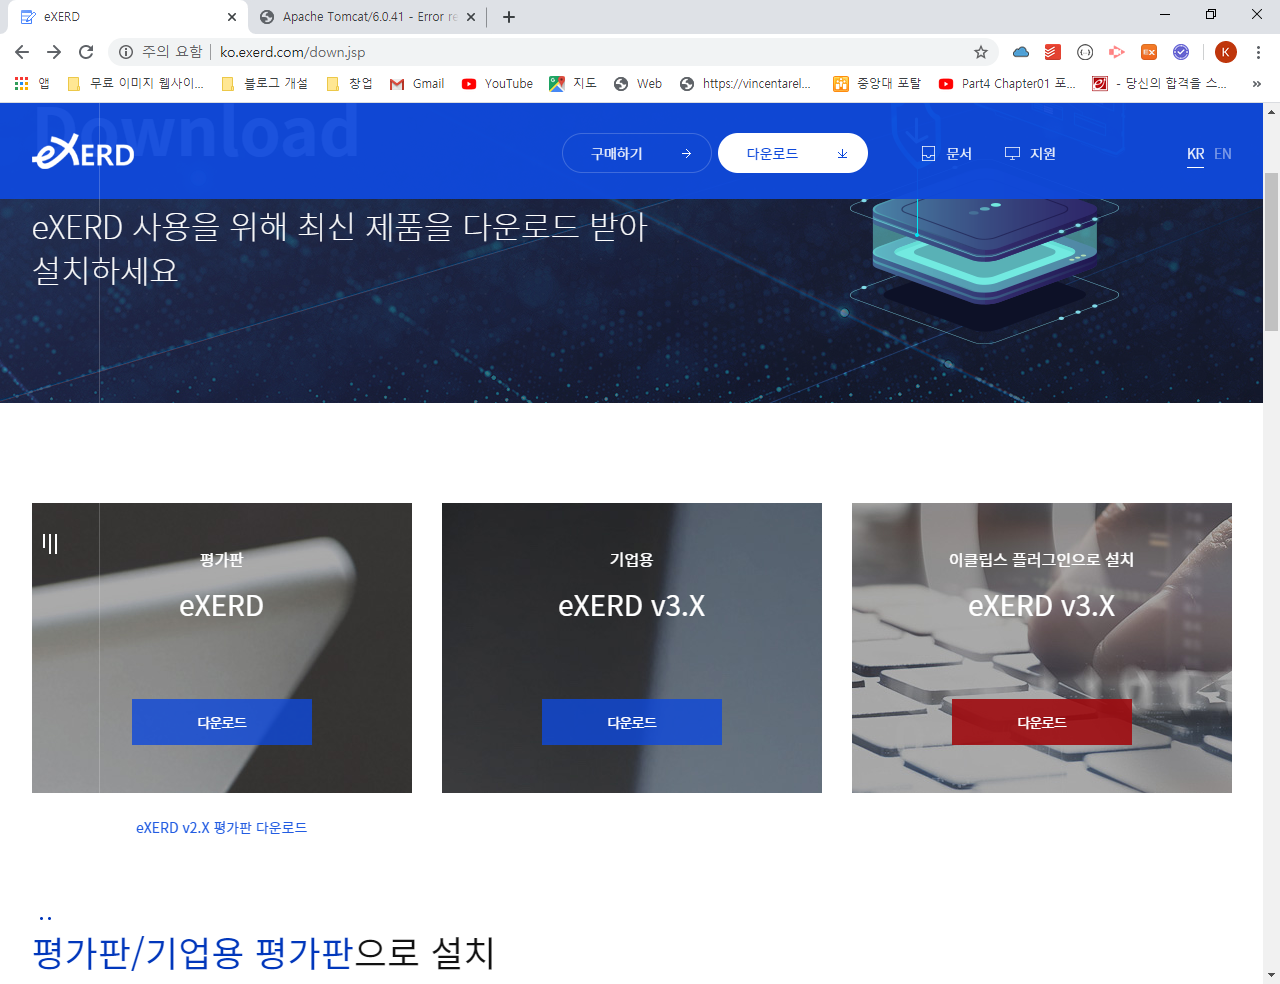 eXERD
Apache Tomcat/6.0.41 - Error re
주의 요함
ko.exerd.com/down.jsp
앱
무료 이미지 웹사이...
블로그 개설
창업
Gmail
YouTube
지도
Web
https://vincentarel...
중앙대 포탈
Part4 Chapter01 포...
- 당신의 합격을 스...
Download
eXERD
구매하기
다운로드
문서
지원
KR
EN
eXERD 사용을 위해 최신 제품을 다운로드 받아
설치하세요
평가판
eXERD
다운로드
기업용
eXERD v3.X
다운로드
이클립스 플러그인으로 설치
eXERD v3.X
다운로드
eXERD v2.X 평가판 다운로드
평가판/기업용 평가판으로 설치